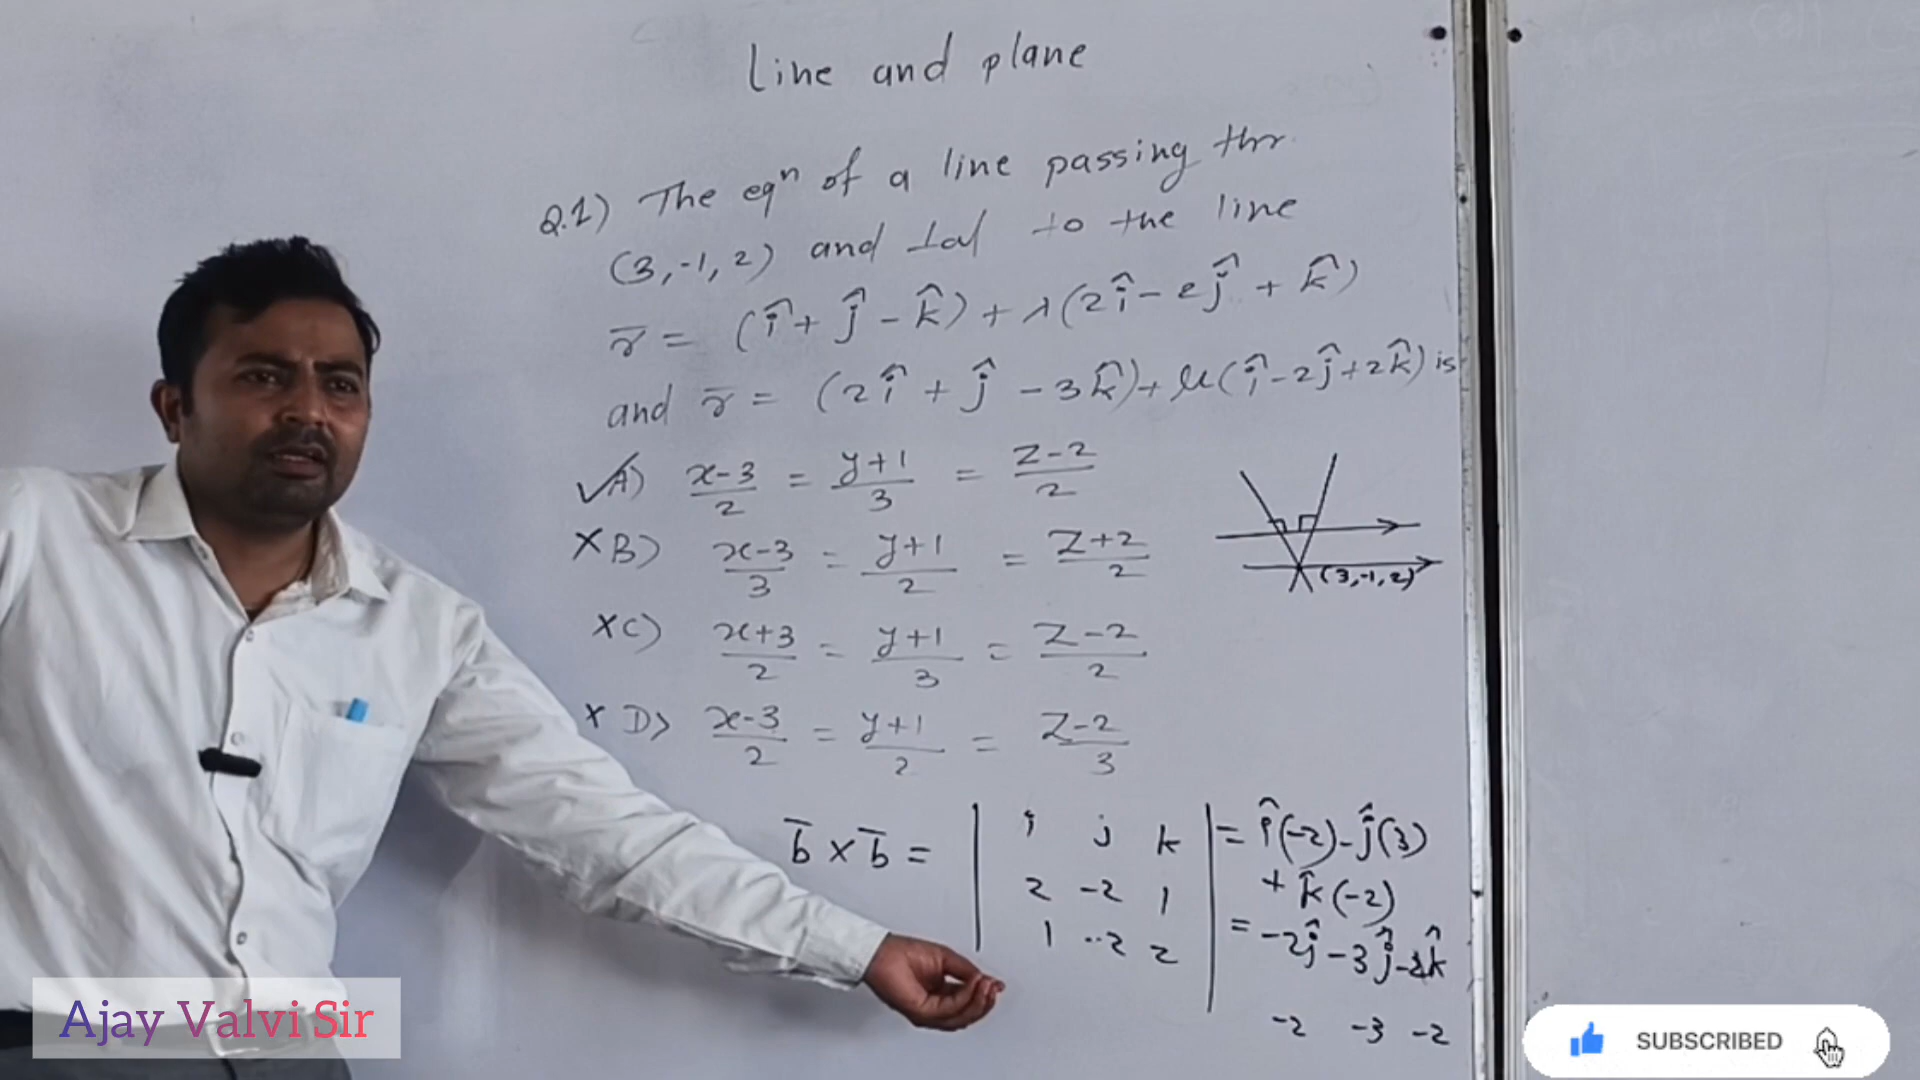 Line and plane
Q.1) The eqⁿ of a line passing thr
(3,-1,2) and ⊥al to the line
r̅ = (î + ĵ - k̂) + λ(2î - 2ĵ + k̂)
and r̅ = (2î + ĵ - 3k̂) + μ(î - 2ĵ + 2k̂) is
✓A) x-3/2 = y+1/3 = z-2/2
×B) x-3/3 = y+1/2 = z+2/2
×C) x+3/2 = y+1/3 = z-2/2
×D) x-3/2 = y+1/2 = z-2/3
(3,-1,2)
b̅ × b̅ = | i j k
2 -2 1
1 -2 2 |
= î(-2) - ĵ(3)
+ k̂(-2)
= -2ĵ - 3ĵ - 2k̂
-2 -3 -2
Ajay Valvi Sir
SUBSCRIBED